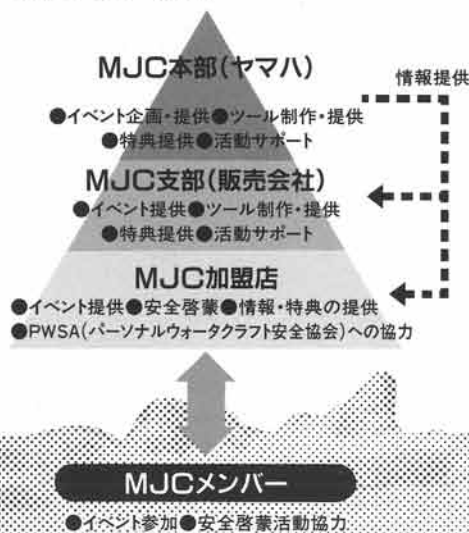 MJC本部(ヤマハ)
情報提供
●イベント企画・提供●ツール制作・提供
●特典提供●活動サポート
MJC支部(販売会社)
●イベント提供●ツール制作・提供
●特典提供●活動サポート
MJC加盟店
●イベント提供●安全啓蒙●情報・特典の提供
●PWSA(パーソナルウォータクラフト安全協会)への協力
MJCメンバー
●イベント参加●安全啓蒙活動協力